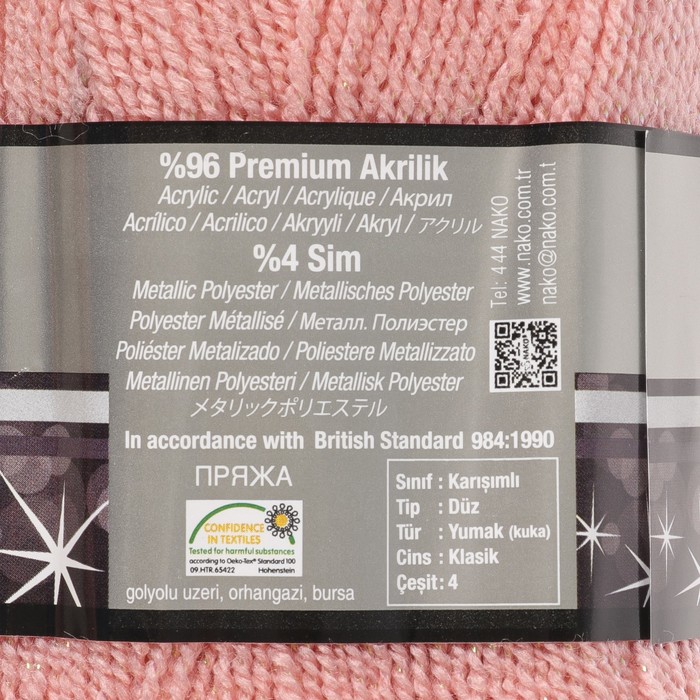 %96 Premium Akrilik
Acrylic / Acryl / Acrylique / Акрил
Acrílico / Acrilico / Akryyli / Akryl / アクリル
%4 Sim
Metallic Polyester / Metallisches Polyester
Polyester Métallisé / Металл. Полиэстер
Poliéster Metalizado / Poliestere Metallizzato
Metallinen Polyesteri / Metallisk Polyester
メタリックポリエステル
In accordance with British Standard 984:1990
ПРЯЖА
CONFIDENCE
IN TEXTILES
Tested for harmful substances
according to Oeko-Tex® Standard 100
09.HTR 65422 Hohenstein
golyolu uzeri, orhangazi, bursa
Sınıf : Karışımlı
Tip : Düz
Tür : Yumak (kuka)
Cins : Klasik
Çeşit : 4
Tel: 4 44 NAKO
www.nako.com.tr
nako@nako.com.t
NAKO